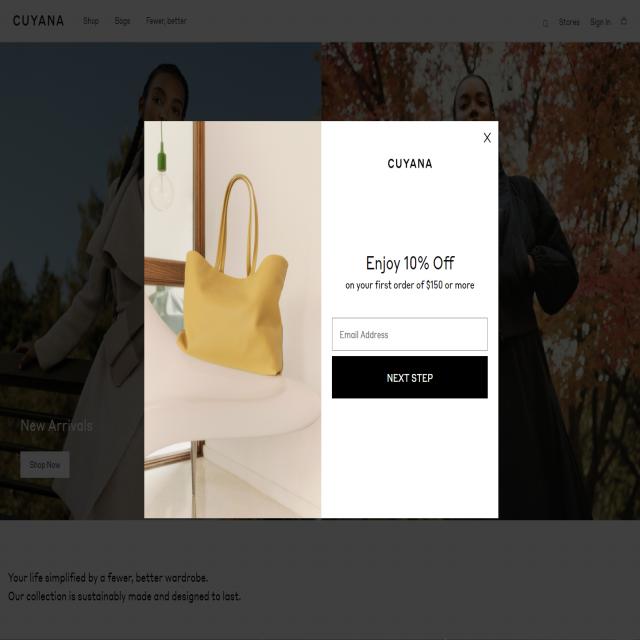 CUYANA
Shop
Bags
Fewer, better
Stores
Sign In
X
CUYANA
Enjoy 10% Off
on your first order of $150 or more
Email Address
NEXT STEP
New Arrivals
Shop Now
Your life simplified by a fewer, better wardrobe.
Our collection is sustainably made and designed to last.